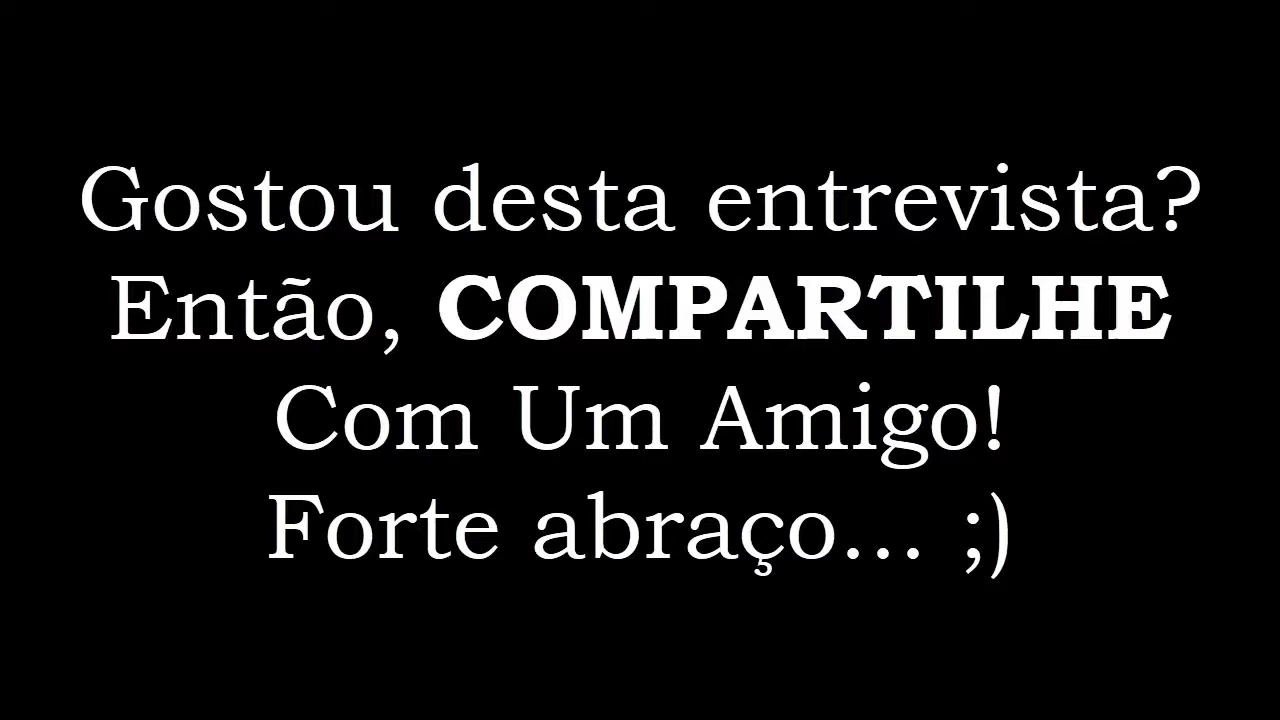 Gostou desta entrevista?
Então, COMPARTILHE
Com Um Amigo!
Forte abraço... ;)